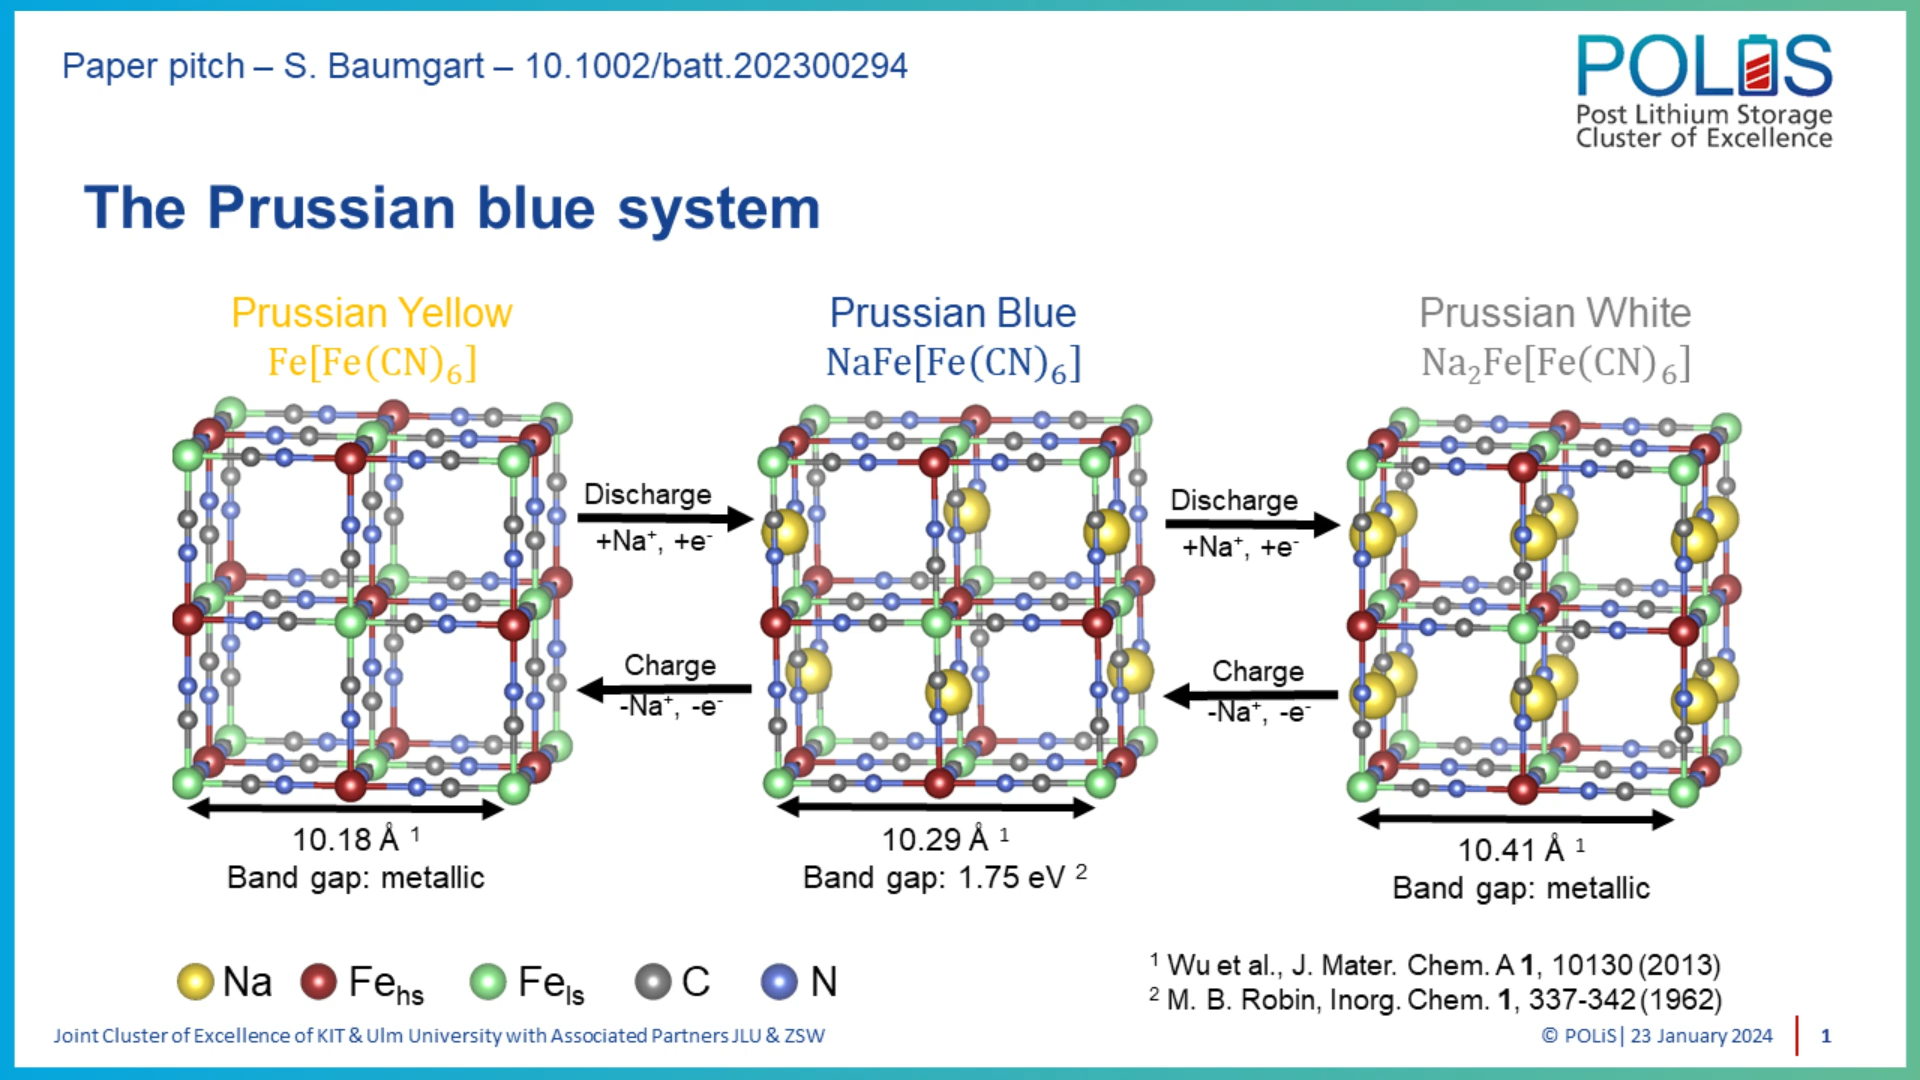 Paper pitch – S. Baumgart – 10.1002/batt.202300294
POLiS
Post Lithium Storage
Cluster of Excellence
The Prussian blue system
Prussian Yellow
Fe[Fe(CN)₆]
Prussian Blue
NaFe[Fe(CN)₆]
Prussian White
Na₂Fe[Fe(CN)₆]
Discharge
+Na⁺, +e⁻
Discharge
+Na⁺, +e⁻
Charge
-Na⁺, -e⁻
Charge
-Na⁺, -e⁻
10.18 Å ¹
Band gap: metallic
10.29 Å ¹
Band gap: 1.75 eV ²
10.41 Å ¹
Band gap: metallic
Na Feₕₛ Feₗₛ C N
¹ Wu et al., J. Mater. Chem. A 1, 10130 (2013)
² M. B. Robin, Inorg. Chem. 1, 337-342 (1962)
Joint Cluster of Excellence of KIT & Ulm University with Associated Partners JLU & ZSW
© POLiS| 23 January 2024 1